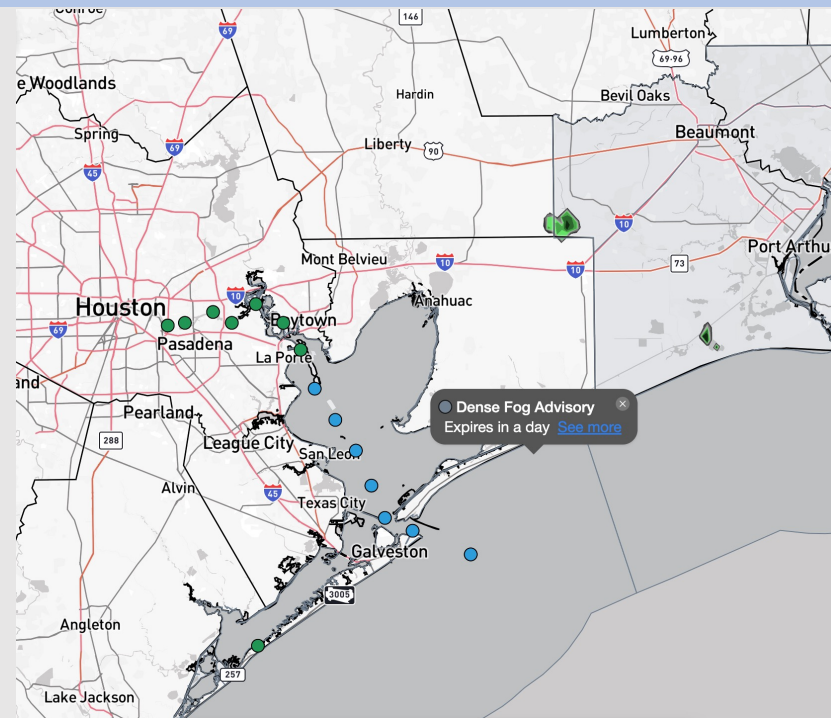 Conroe
146
69
Lumberton
69-96
e Woodlands
Hardin
Bevil Oaks
Spring
69
Liberty
90
Beaumont
45
10
Mont Belvieu
10
10
73
Port Arthu
10
Houston
Anahuac
69
Baytown
Pasadena
La Porte
and
Dense Fog Advisory
Expires in a day See more
Pearland
288
League City
San Leon
Alvin
45
Texas City
Galveston
3005
Angleton
257
Lake Jackson